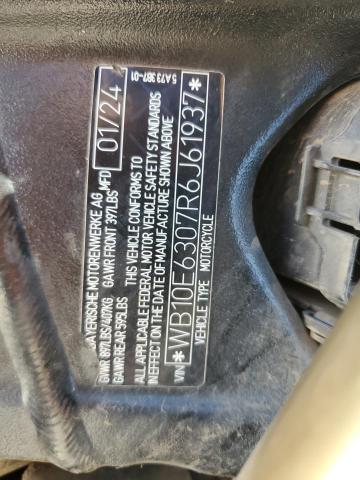 5 A73 3B7-01
BAYERISCHE MOTORENWERKE AG MFD 01/24
GVWR 897LBS/407KG GAWR FRONT 397LBS
GAWR REAR 595LBS
THIS VEHICLE CONFORMS TO
ALL APPLICABLE FEDERAL MOTOR VEHICLE SAFETY STANDARDS
IN EFFECT ON THE DATE OF MANUFACTURE SHOWN ABOVE
VIN *WB10E6307R6J61937*
VEHICLE TYPE MOTORCYCLE